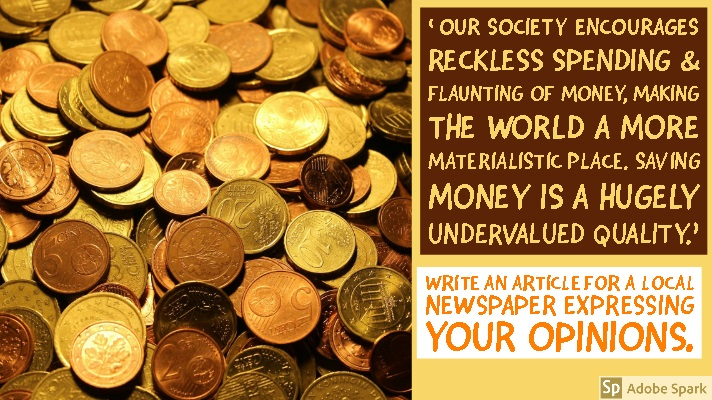 ' OUR SOCIETY ENCOURAGES
RECKLESS SPENDING &
FLAUNTING OF MONEY, MAKING
THE WORLD A MORE
MATERIALISTIC PLACE. SAVING
MONEY IS A HUGELY
UNDERVALUED QUALITY.'
WRITE AN ARTICLE FOR A LOCAL
NEWSPAPER EXPRESSING
YOUR OPINIONS.
Sp Adobe Spark